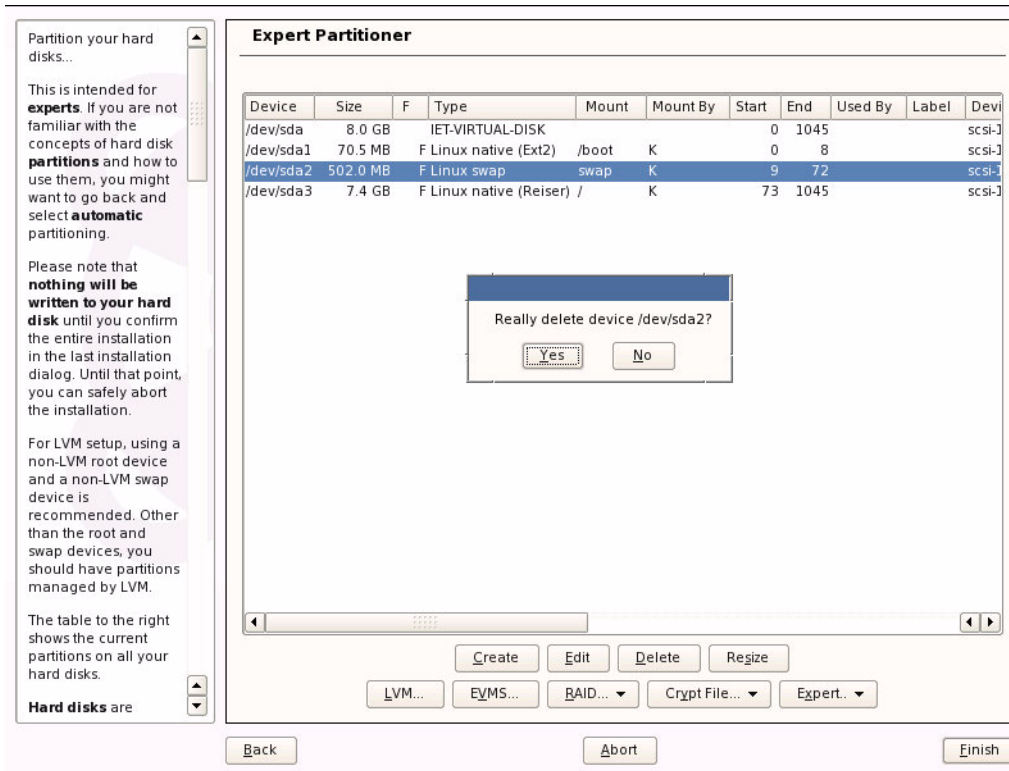 Partition your hard
disks...
This is intended for
experts. If you are not
familiar with the
concepts of hard disk
partitions and how to
use them, you might
want to go back and
select automatic
partitioning.
Please note that
nothing will be
written to your hard
disk until you confirm
the entire installation
in the last installation
dialog. Until that point,
you can safely abort
the installation.
For LVM setup, using a
non-LVM root device
and a non-LVM swap
device is
recommended. Other
than the root and
swap devices, you
should have partitions
managed by LVM.
The table to the right
shows the current
partitions on all your
hard disks.
Hard disks are
Expert Partitioner
Device Size F Type Mount Mount By Start End Used By Label Devi
/dev/sda 8.0 GB IET-VIRTUAL-DISK 0 1045 scsi-1
/dev/sda1 70.5 MB F Linux native (Ext2) /boot K 0 8 scsi-1
/dev/sda2 502.0 MB F Linux swap swap K 9 72 scsi-1
/dev/sda3 7.4 GB F Linux native (Reiser) / K 73 1045 scsi-1
Really delete device /dev/sda2?
Yes No
Create Edit Delete Resize
LVM... EVMS... RAID... Crypt File... Expert..
Back Abort Finish